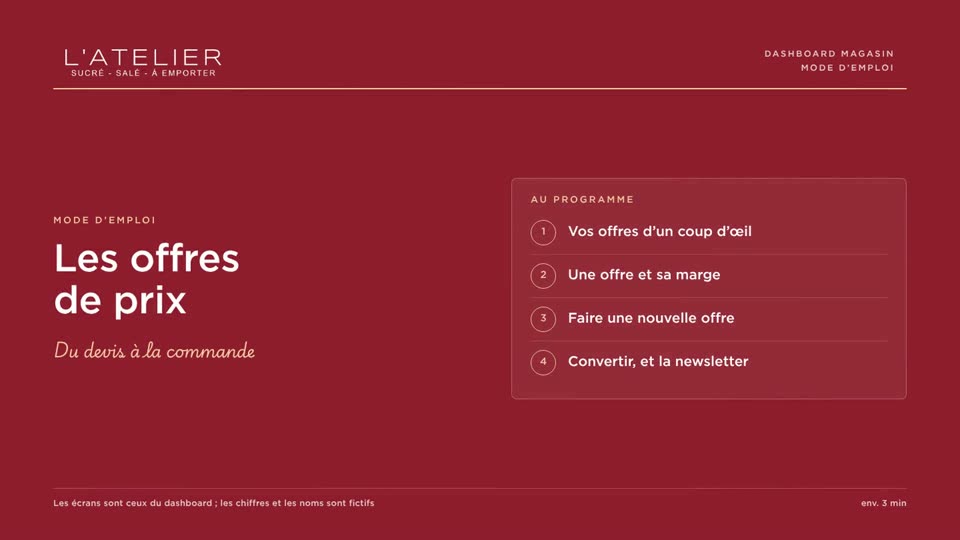 L'ATELIER
SUCRÉ - SALÉ - À EMPORTER
DASHBOARD MAGASIN
MODE D'EMPLOI
MODE D'EMPLOI
Les offres
de prix
Du devis à la commande
AU PROGRAMME
1 Vos offres d'un coup d'œil
2 Une offre et sa marge
3 Faire une nouvelle offre
4 Convertir, et la newsletter
Les écrans sont ceux du dashboard ; les chiffres et les noms sont fictifs
env. 3 min